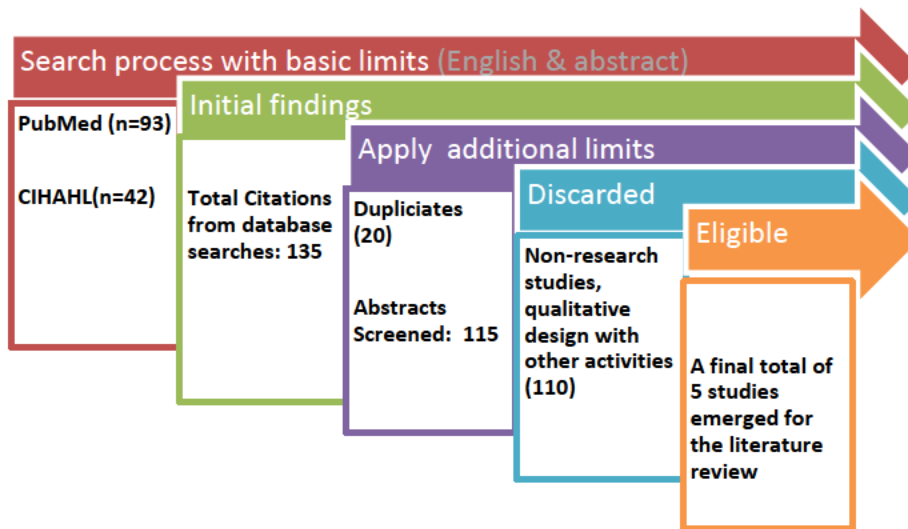 Search process with basic limits (English & abstract)
PubMed (n=93)
CIHAHL(n=42)
Initial findings
Total Citations
from database
searches: 135
Apply additional limits
Dupliciates
(20)
Abstracts
Screened: 115
Discarded
Non-research
studies,
qualitative
design with
other activities
(110)
Eligible
A final total of
5 studies
emerged for
the literature
review